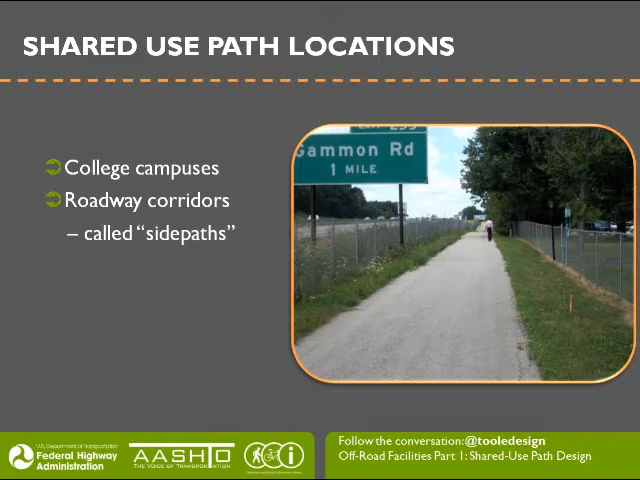 SHARED USE PATH LOCATIONS
College campuses
Roadway corridors
– called “sidepaths”
Gammon Rd
1 MILE
U.S. Department of Transportation
Federal Highway
Administration
AASHTO
THE VOICE OF TRANSPORTATION
Follow the conversation: @tooledesign
Off-Road Facilities Part 1: Shared-Use Path Design